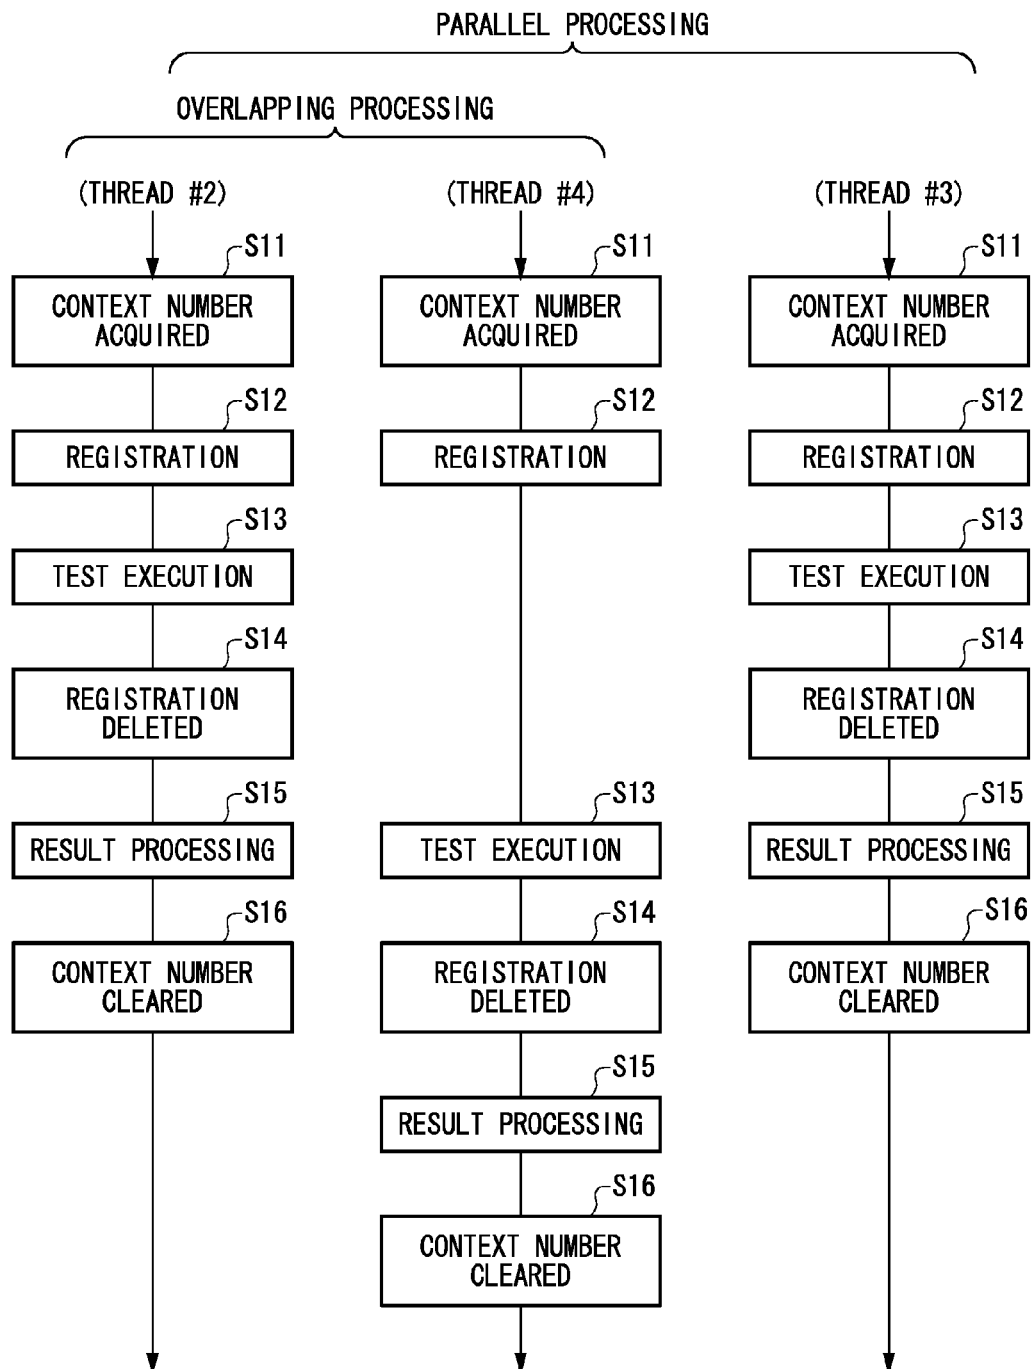 PARALLEL PROCESSING
OVERLAPPING PROCESSING
(THREAD #2)
S11
CONTEXT NUMBER
ACQUIRED
S12
REGISTRATION
S13
TEST EXECUTION
S14
REGISTRATION
DELETED
S15
RESULT PROCESSING
S16
CONTEXT NUMBER
CLEARED
(THREAD #4)
S11
CONTEXT NUMBER
ACQUIRED
S12
REGISTRATION
S13
TEST EXECUTION
S14
REGISTRATION
DELETED
S15
RESULT PROCESSING
S16
CONTEXT NUMBER
CLEARED
(THREAD #3)
S11
CONTEXT NUMBER
ACQUIRED
S12
REGISTRATION
S13
TEST EXECUTION
S14
REGISTRATION
DELETED
S15
RESULT PROCESSING
S16
CONTEXT NUMBER
CLEARED